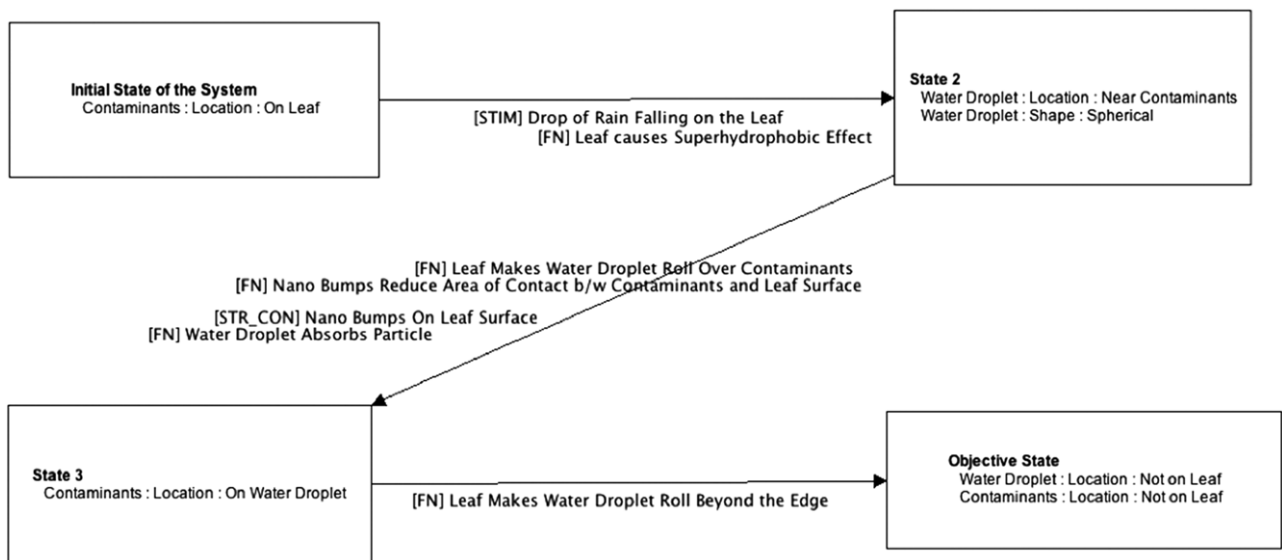 Initial State of the System
Contaminants : Location : On Leaf
[STIM] Drop of Rain Falling on the Leaf
[FN] Leaf causes Superhydrophobic Effect
State 2
Water Droplet : Location : Near Contaminants
Water Droplet : Shape : Spherical
[FN] Leaf Makes Water Droplet Roll Over Contaminants
[FN] Nano Bumps Reduce Area of Contact b/w Contaminants and Leaf Surface
[STR_CON] Nano Bumps On Leaf Surface
[FN] Water Droplet Absorbs Particle
State 3
Contaminants : Location : On Water Droplet
[FN] Leaf Makes Water Droplet Roll Beyond the Edge
Objective State
Water Droplet : Location : Not on Leaf
Contaminants : Location : Not on Leaf